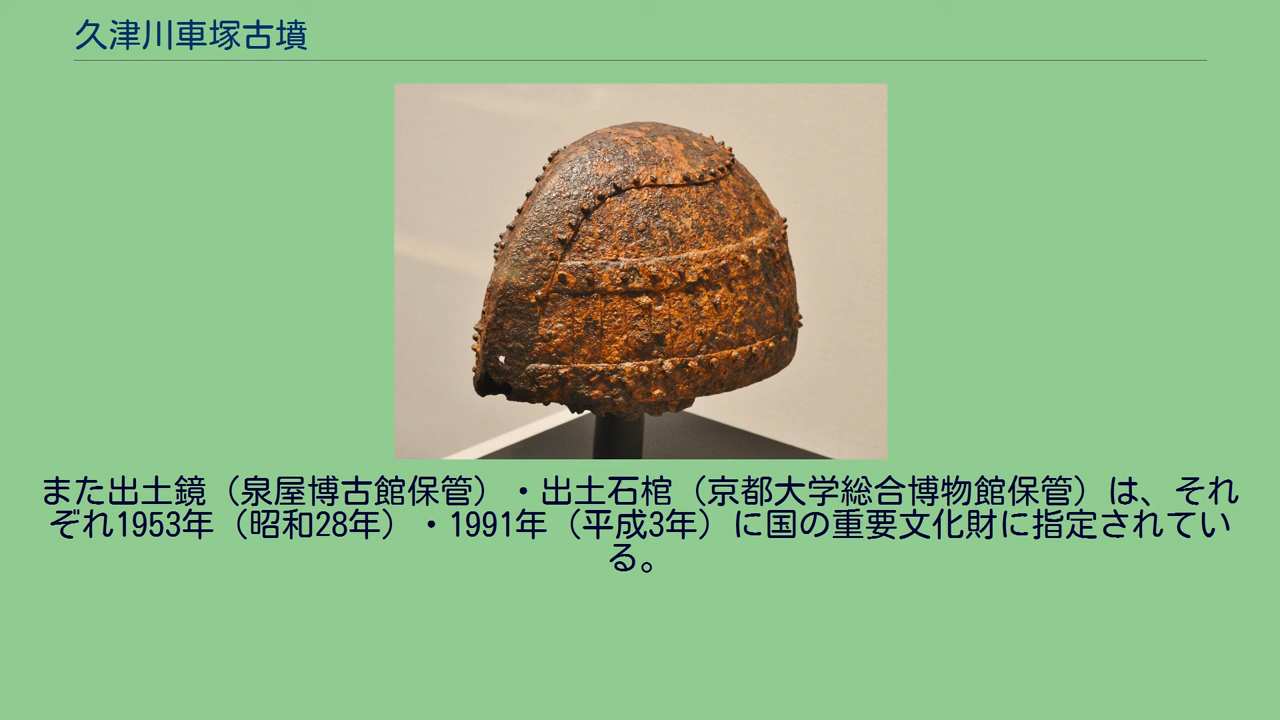 久津川車塚古墳
また出土鏡（泉屋博古館保管）・出土石棺（京都大学総合博物館保管）は、それ
ぞれ1953年（昭和28年）・1991年（平成3年）に国の重要文化財に指定されてい
る。